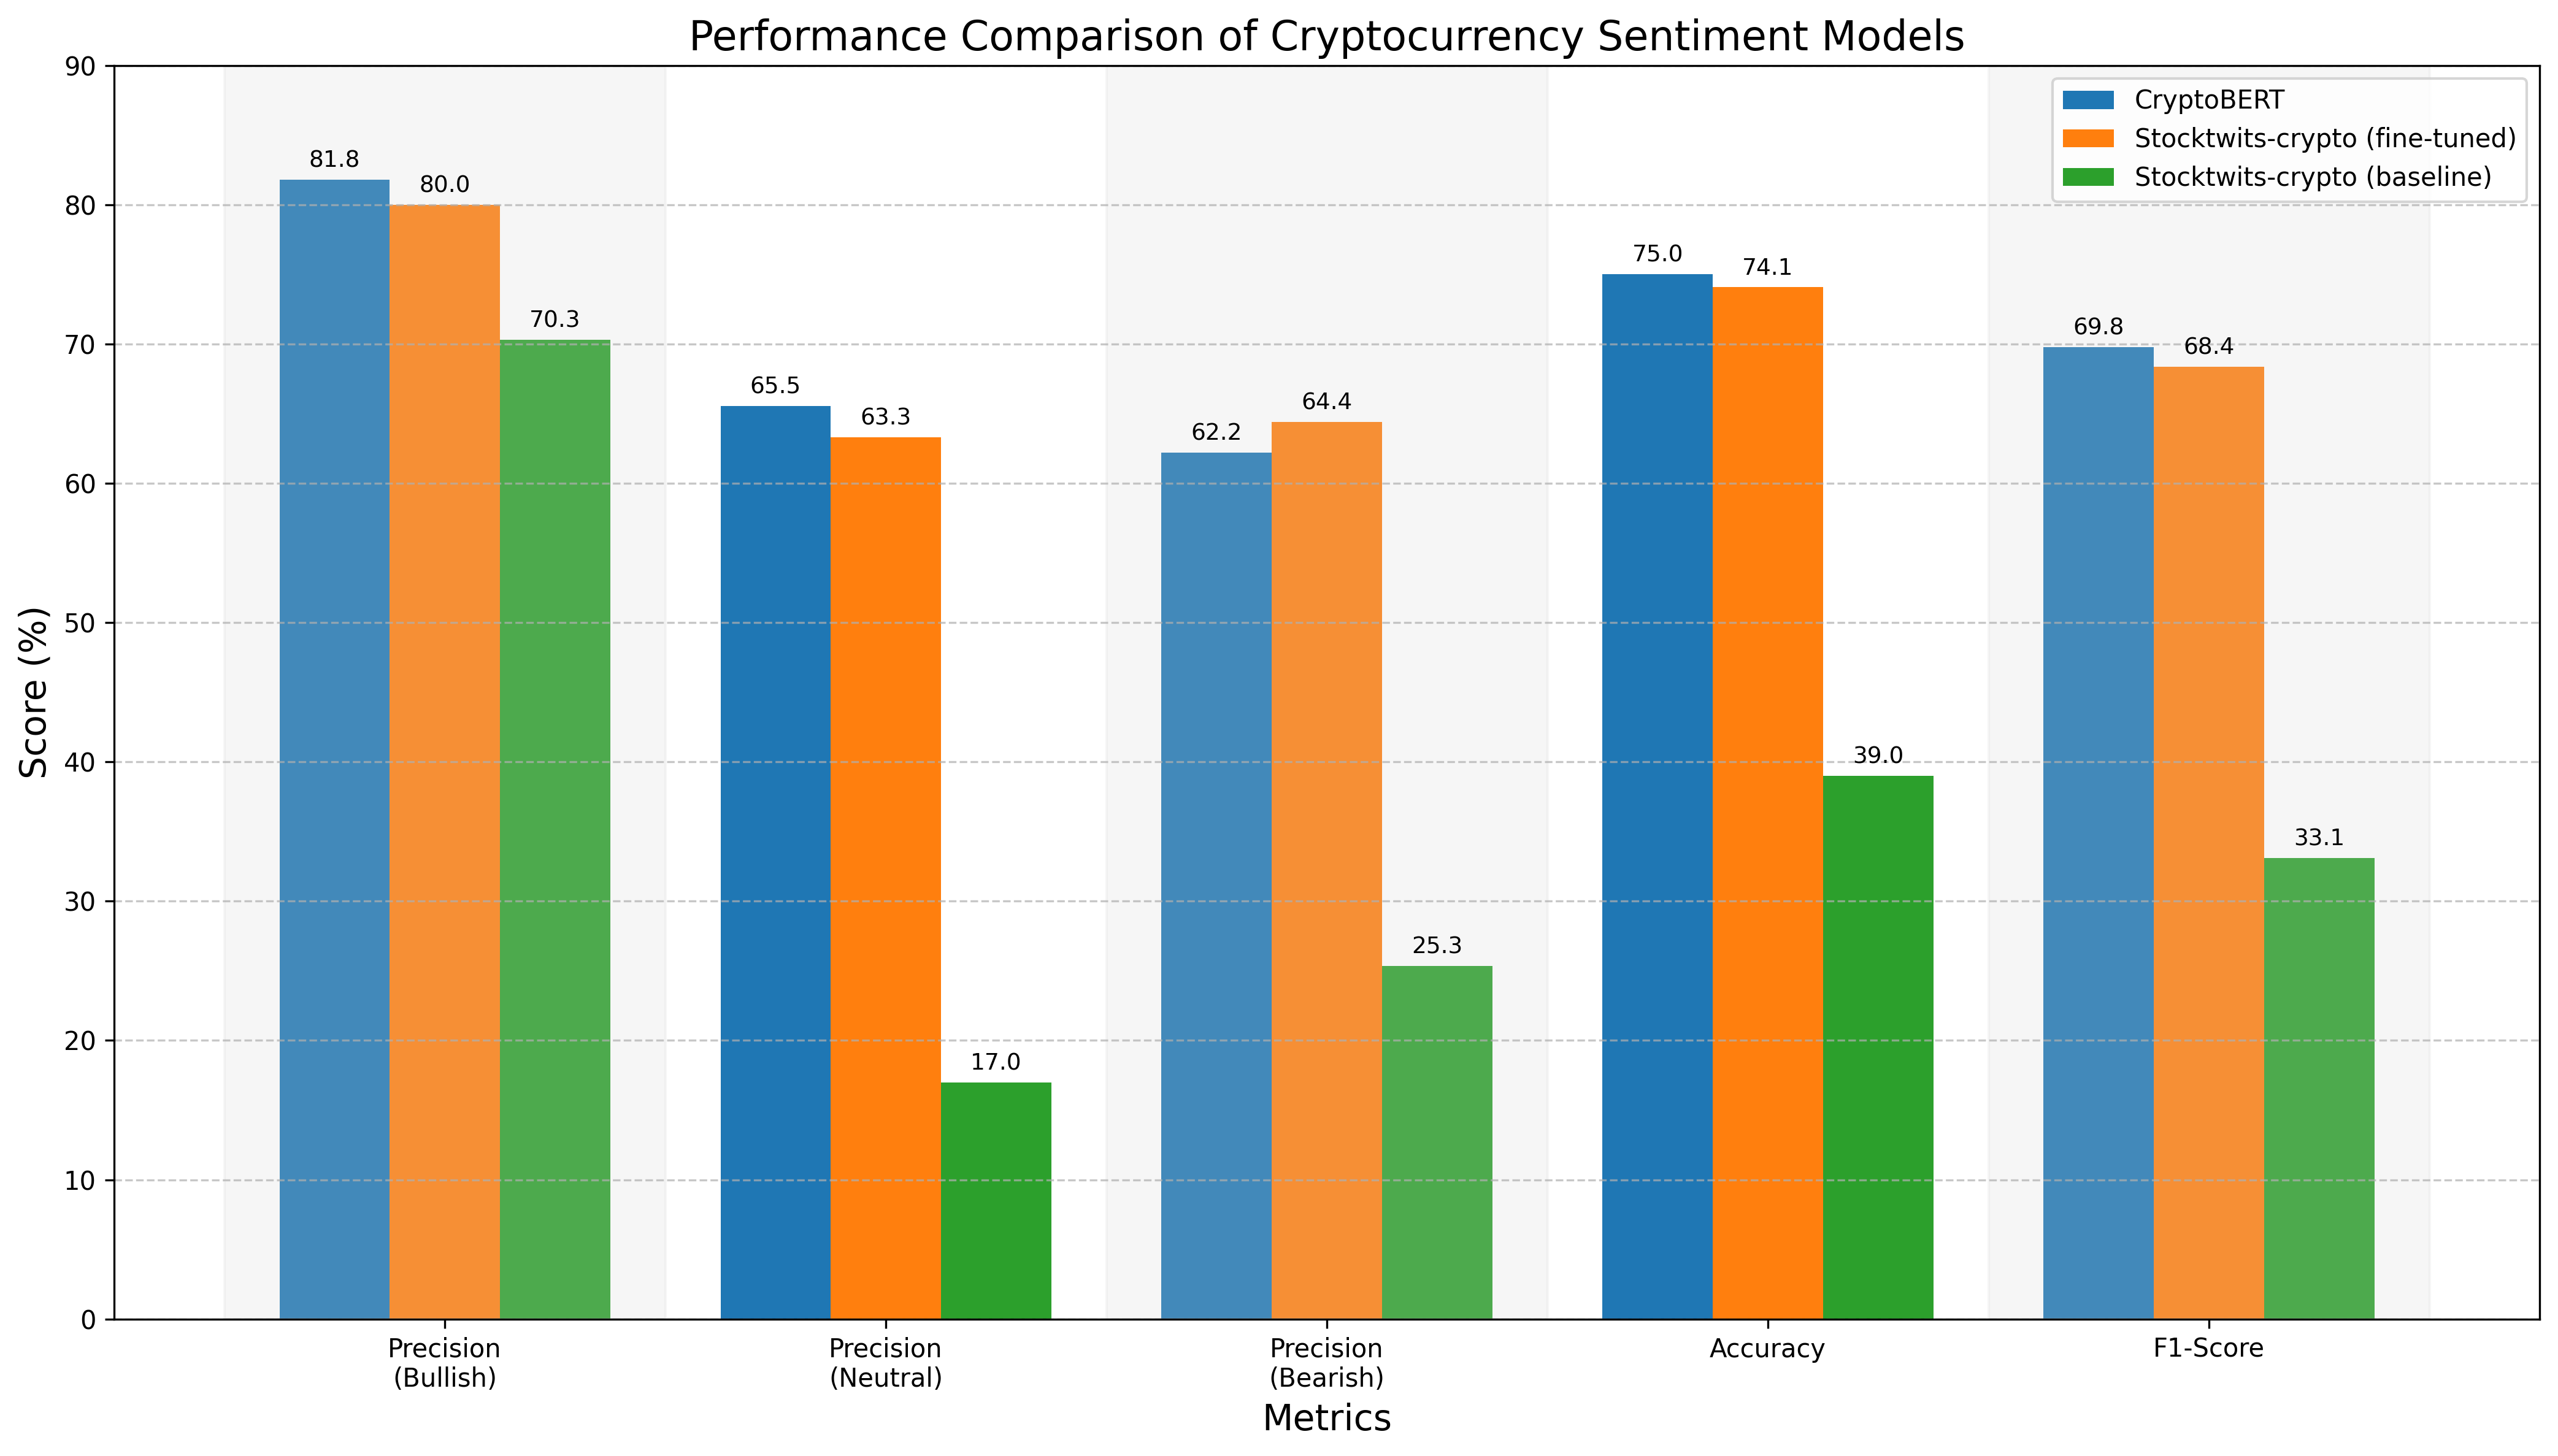 Performance Comparison of Cryptocurrency Sentiment Models
CryptoBERT
Stocktwits-crypto (fine-tuned)
Stocktwits-crypto (baseline)
Score (%)
90
80
70
60
50
40
30
20
10
0
81.8
80.0
70.3
65.5
63.3
17.0
62.2
64.4
25.3
75.0
74.1
39.0
69.8
68.4
33.1
Precision
(Bullish)
Precision
(Neutral)
Precision
(Bearish)
Accuracy
F1-Score
Metrics